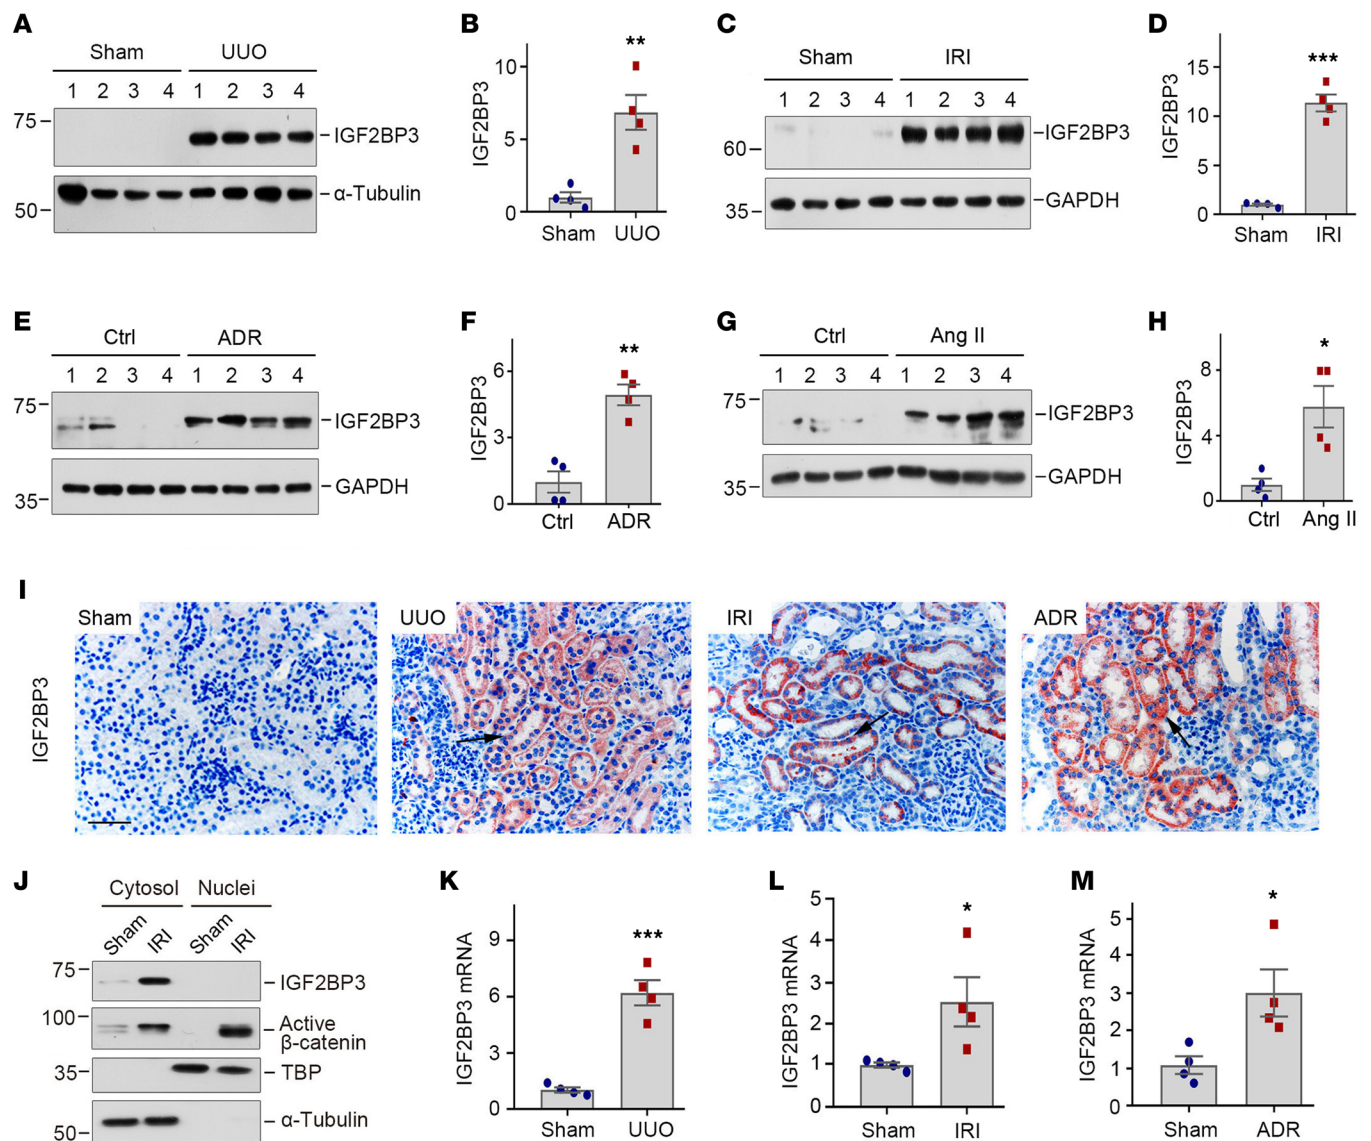 A
Sham UUO
1 2 3 4 1 2 3 4
75
IGF2BP3
α-Tubulin
50
B
**
IGF2BP3
10
5
0
Sham UUO
C
Sham IRI
1 2 3 4 1 2 3 4
IGF2BP3
60
GAPDH
35
D
***
IGF2BP3
15
10
5
0
Sham IRI
E
Ctrl ADR
1 2 3 4 1 2 3 4
75
IGF2BP3
GAPDH
35
F
**
IGF2BP3
6
3
0
Ctrl ADR
G
Ctrl Ang II
1 2 3 4 1 2 3 4
75
IGF2BP3
GAPDH
35
H
*
IGF2BP3
8
4
0
Ctrl Ang II
I
IGF2BP3
Sham
UUO
IRI
ADR
J
Cytosol Nuclei
Sham IRI Sham IRI
75
IGF2BP3
100
Active
β-catenin
35
TBP
α-Tubulin
50
K
***
IGF2BP3 mRNA
9
6
3
0
Sham UUO
L
*
IGF2BP3 mRNA
5
4
3
2
1
0
Sham IRI
M
*
IGF2BP3 mRNA
5
4
3
2
1
0
Sham ADR